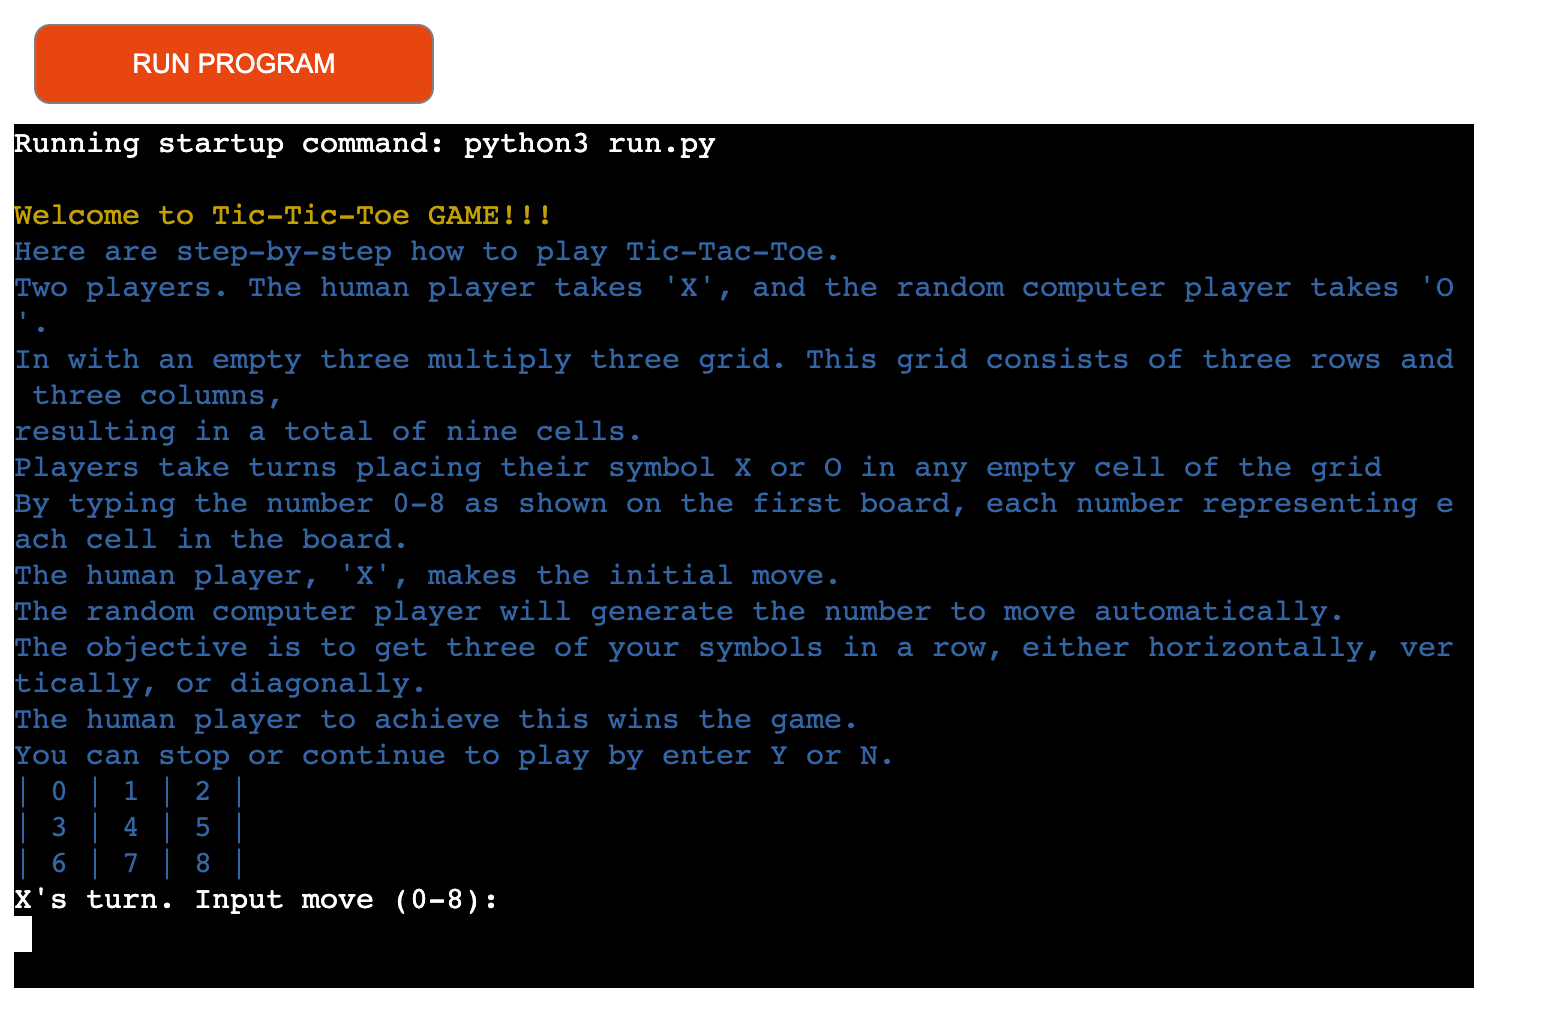 RUN PROGRAM
Running startup command: python3 run.py
Welcome to Tic-Tic-Toe GAME!!!
Here are step-by-step how to play Tic-Tac-Toe.
Two players. The human player takes 'X', and the random computer player takes 'O
'.
In with an empty three multiply three grid. This grid consists of three rows and
 three columns,
resulting in a total of nine cells.
Players take turns placing their symbol X or O in any empty cell of the grid
By typing the number 0-8 as shown on the first board, each number representing e
ach cell in the board.
The human player, 'X', makes the initial move.
The random computer player will generate the number to move automatically.
The objective is to get three of your symbols in a row, either horizontally, ver
tically, or diagonally.
The human player to achieve this wins the game.
You can stop or continue to play by enter Y or N.
| 0 | 1 | 2 |
| 3 | 4 | 5 |
| 6 | 7 | 8 |
X's turn. Input move (0-8):